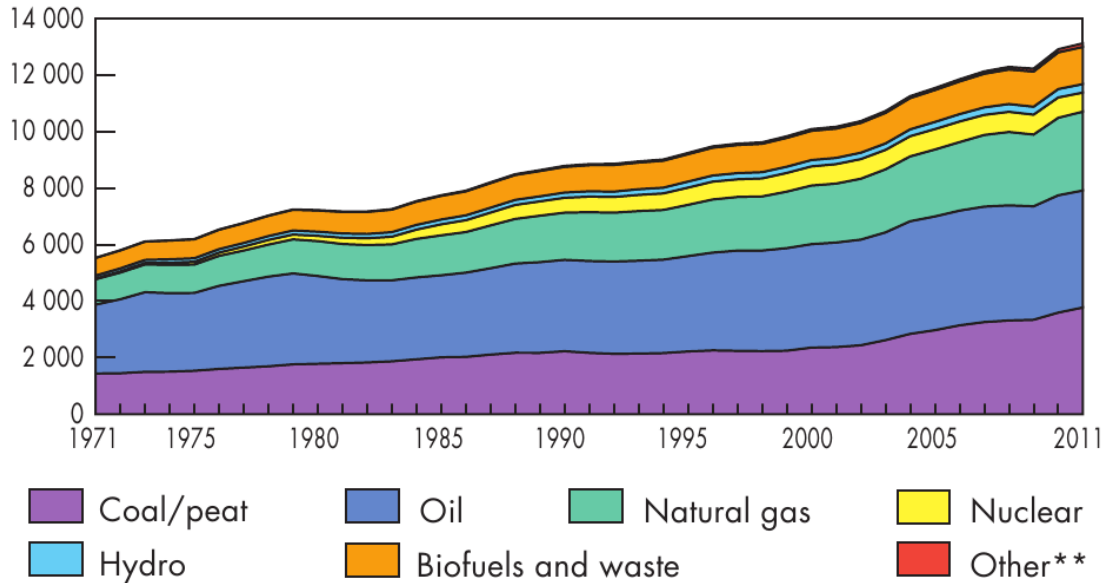 14 000
12 000
10 000
8 000
6 000
4 000
2 000
0
1971 1975 1980 1985 1990 1995 2000 2005 2011
Coal/peat Oil Natural gas Nuclear
Hydro Biofuels and waste Other**